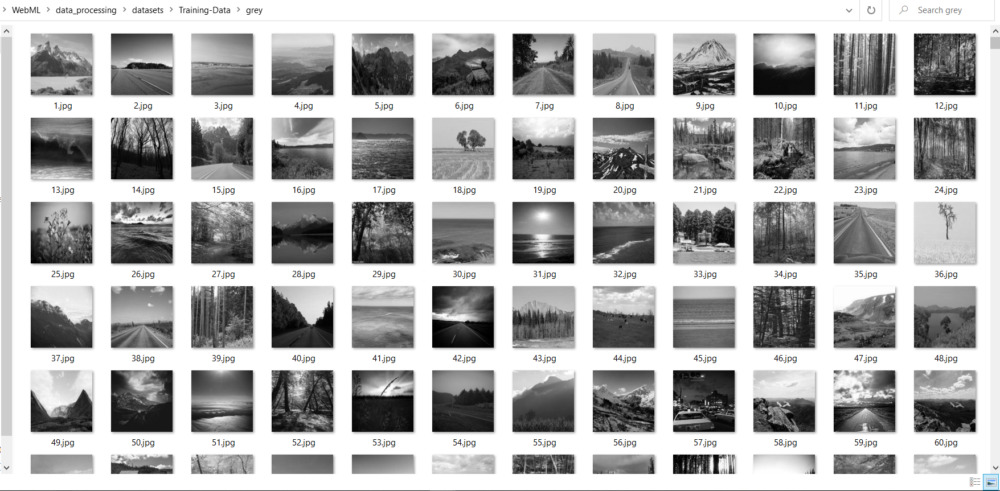 WebML > data_processing > datasets > Training-Data > grey Search grey
1.jpg 2.jpg 3.jpg 4.jpg 5.jpg 6.jpg 7.jpg 8.jpg 9.jpg 10.jpg 11.jpg 12.jpg
13.jpg 14.jpg 15.jpg 16.jpg 17.jpg 18.jpg 19.jpg 20.jpg 21.jpg 22.jpg 23.jpg 24.jpg
25.jpg 26.jpg 27.jpg 28.jpg 29.jpg 30.jpg 31.jpg 32.jpg 33.jpg 34.jpg 35.jpg 36.jpg
37.jpg 38.jpg 39.jpg 40.jpg 41.jpg 42.jpg 43.jpg 44.jpg 45.jpg 46.jpg 47.jpg 48.jpg
49.jpg 50.jpg 51.jpg 52.jpg 53.jpg 54.jpg 55.jpg 56.jpg 57.jpg 58.jpg 59.jpg 60.jpg